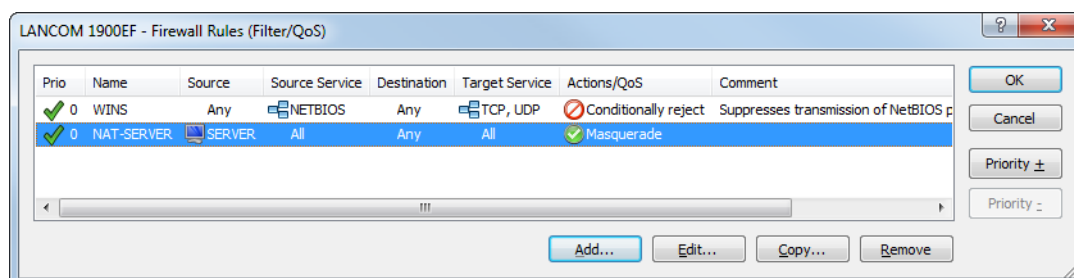 LANCOM 1900EF - Firewall Rules (Filter/QoS)
Prio Name Source Source Service Destination Target Service Actions/QoS Comment
0 WINS Any NETBIOS Any TCP, UDP Conditionally reject Suppresses transmission of NetBIOS p
0 NAT-SERVER SERVER All Any All Masquerade
OK
Cancel
Priority +
Priority -
Add... Edit... Copy... Remove